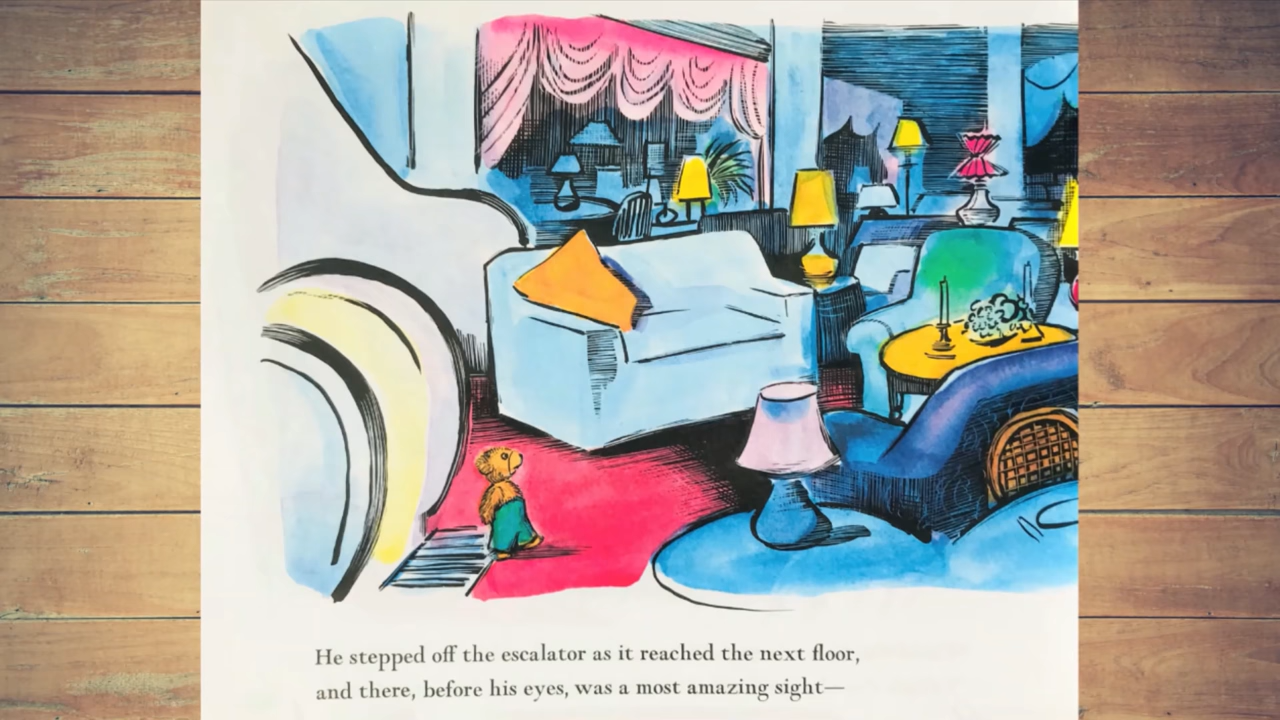 He stepped off the escalator as it reached the next floor,
and there, before his eyes, was a most amazing sight—